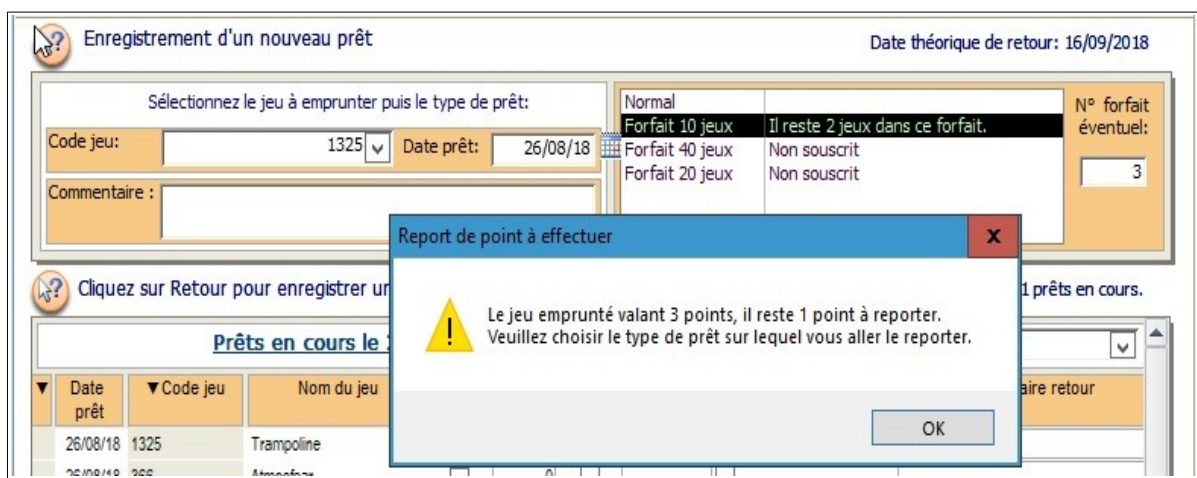 Enregistrement d'un nouveau prêt
Date théorique de retour: 16/09/2018
Sélectionnez le jeu à emprunter puis le type de prêt:
Code jeu: 1325 Date prêt: 26/08/18
Commentaire :
Normal
Forfait 10 jeux Il reste 2 jeux dans ce forfait.
Forfait 40 jeux Non souscrit
Forfait 20 jeux Non souscrit
N° forfait
éventuel:
3
Report de point à effectuer
X
Le jeu emprunté valant 3 points, il reste 1 point à reporter.
Veuillez choisir le type de prêt sur lequel vous aller le reporter.
OK
Cliquez sur Retour pour enregistrer un
1 prêts en cours.
Prêts en cours le
Date
prêt
Code jeu
Nom du jeu
aire retour
26/08/18 1325 Trampoline
26/08/18 366